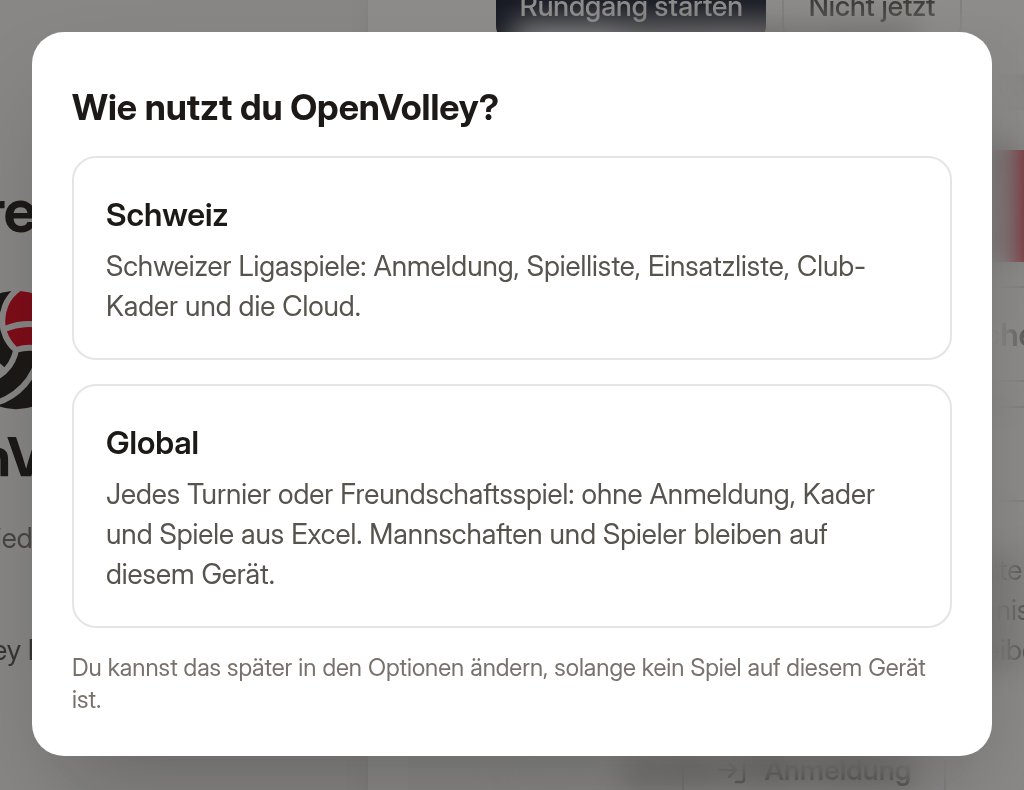 Rundgang starten
Nicht jetzt
Wie nutzt du OpenVolley?
Schweiz
Schweizer Ligaspiele: Anmeldung, Spielliste, Einsatzliste, Club-
Kader und die Cloud.
Global
Jedes Turnier oder Freundschaftsspiel: ohne Anmeldung, Kader
und Spiele aus Excel. Mannschaften und Spieler bleiben auf
diesem Gerät.
Du kannst das später in den Optionen ändern, solange kein Spiel auf diesem Gerät
ist.
Anmeldung